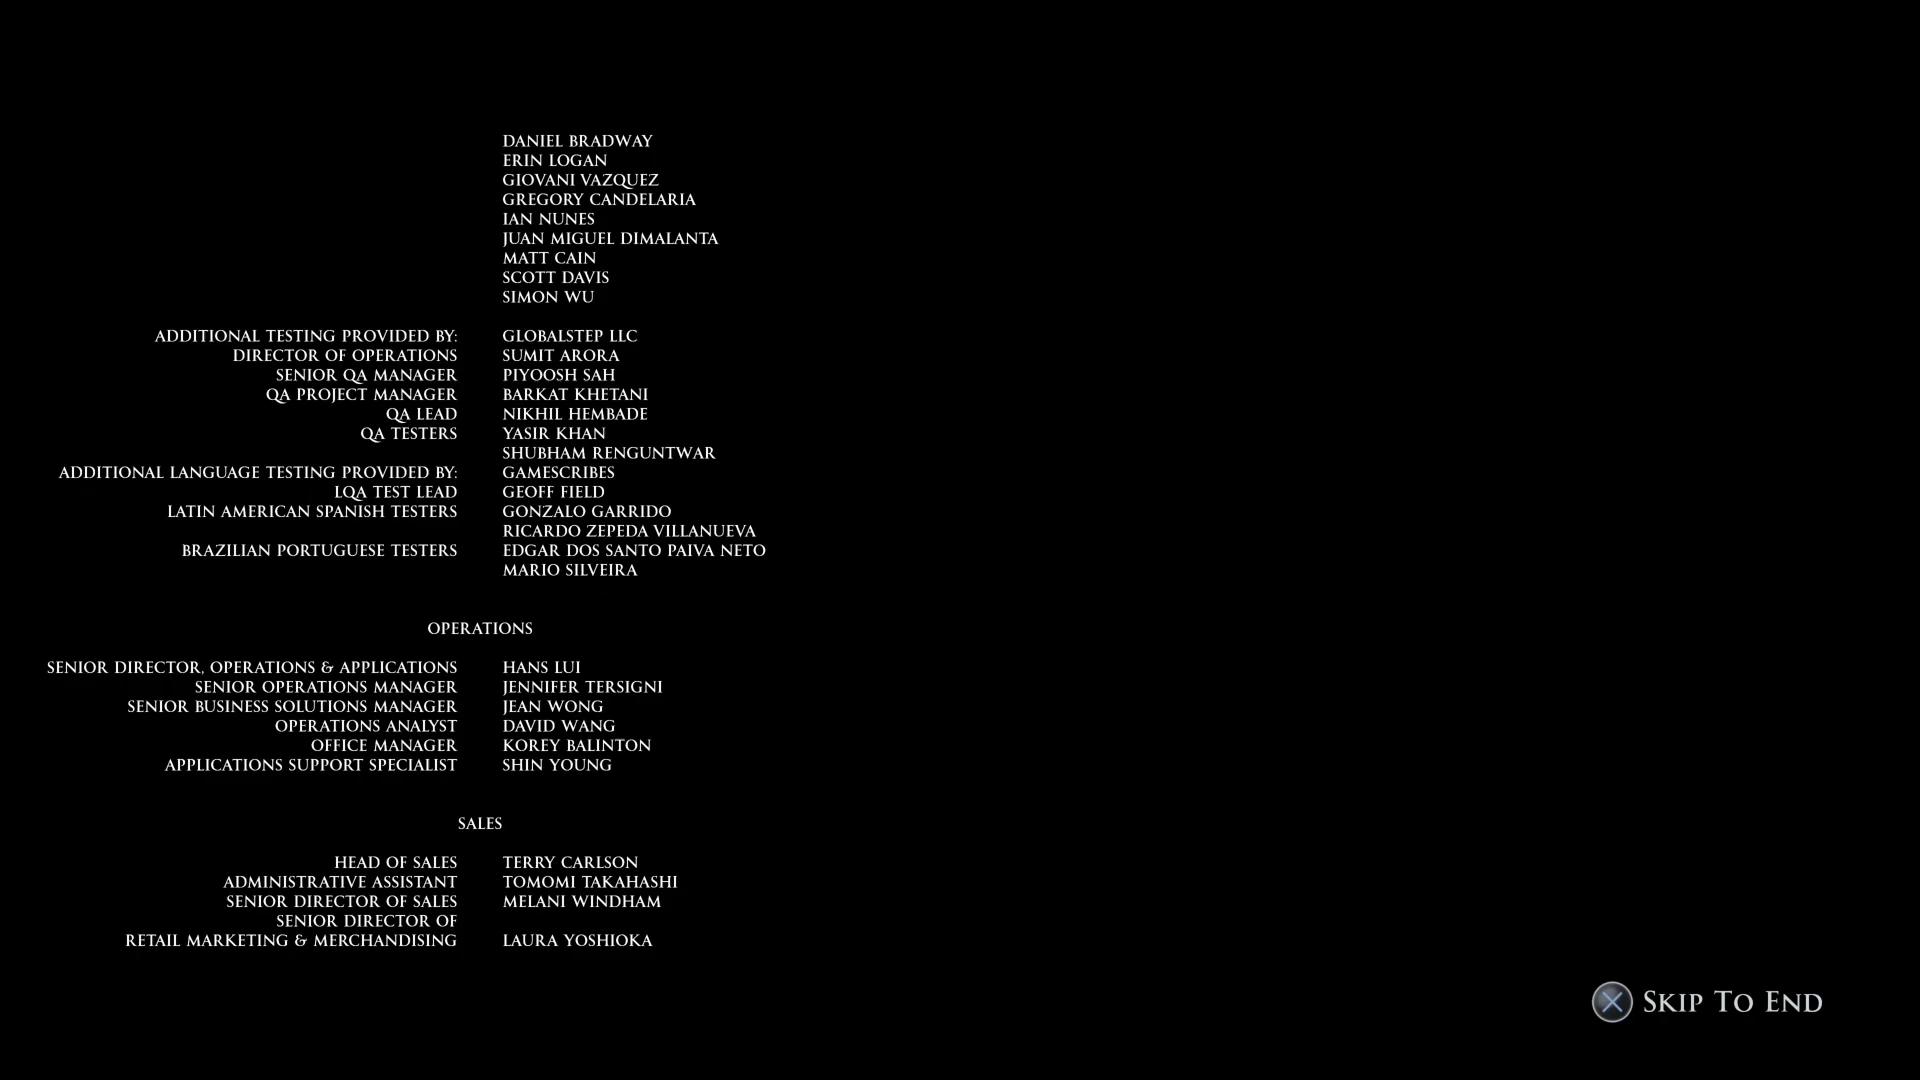 DANIEL BRADWAY
ERIN LOGAN
GIOVANI VAZQUEZ
GREGORY CANDELARIA
IAN NUNES
JUAN MIGUEL DIMALANTA
MATT CAIN
SCOTT DAVIS
SIMON WU
ADDITIONAL TESTING PROVIDED BY: GLOBALSTEP LLC
DIRECTOR OF OPERATIONS SUMIT ARORA
SENIOR QA MANAGER PIYOOSH SAH
QA PROJECT MANAGER BARKAT KHETANI
QA LEAD NIKHIL HEMBADE
QA TESTERS YASIR KHAN
SHUBHAM RENGUNTWAR
ADDITIONAL LANGUAGE TESTING PROVIDED BY: GAMESCRIBES
LQA TEST LEAD GEOFF FIELD
LATIN AMERICAN SPANISH TESTERS GONZALO GARRIDO
RICARDO ZEPEDA VILLANUEVA
BRAZILIAN PORTUGUESE TESTERS EDGAR DOS SANTO PAIVA NETO
MARIO SILVEIRA
OPERATIONS
SENIOR DIRECTOR, OPERATIONS & APPLICATIONS HANS LUI
SENIOR OPERATIONS MANAGER JENNIFER TERSIGNI
SENIOR BUSINESS SOLUTIONS MANAGER JEAN WONG
OPERATIONS ANALYST DAVID WANG
OFFICE MANAGER KOREY BALINTON
APPLICATIONS SUPPORT SPECIALIST SHIN YOUNG
SALES
HEAD OF SALES TERRY CARLSON
ADMINISTRATIVE ASSISTANT TOMOMI TAKAHASHI
SENIOR DIRECTOR OF SALES MELANI WINDHAM
SENIOR DIRECTOR OF
RETAIL MARKETING & MERCHANDISING LAURA YOSHIOKA
SKIP TO END